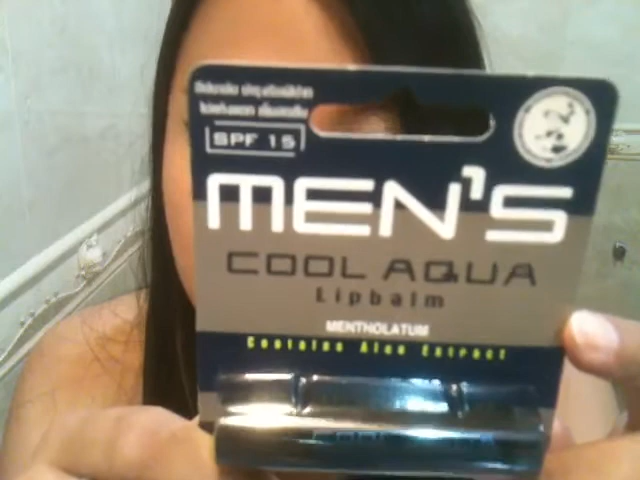 SPF 15
MEN'S
COOL AQUA
Lipbalm
MENTHOLATUM
Contains Aloe Extract